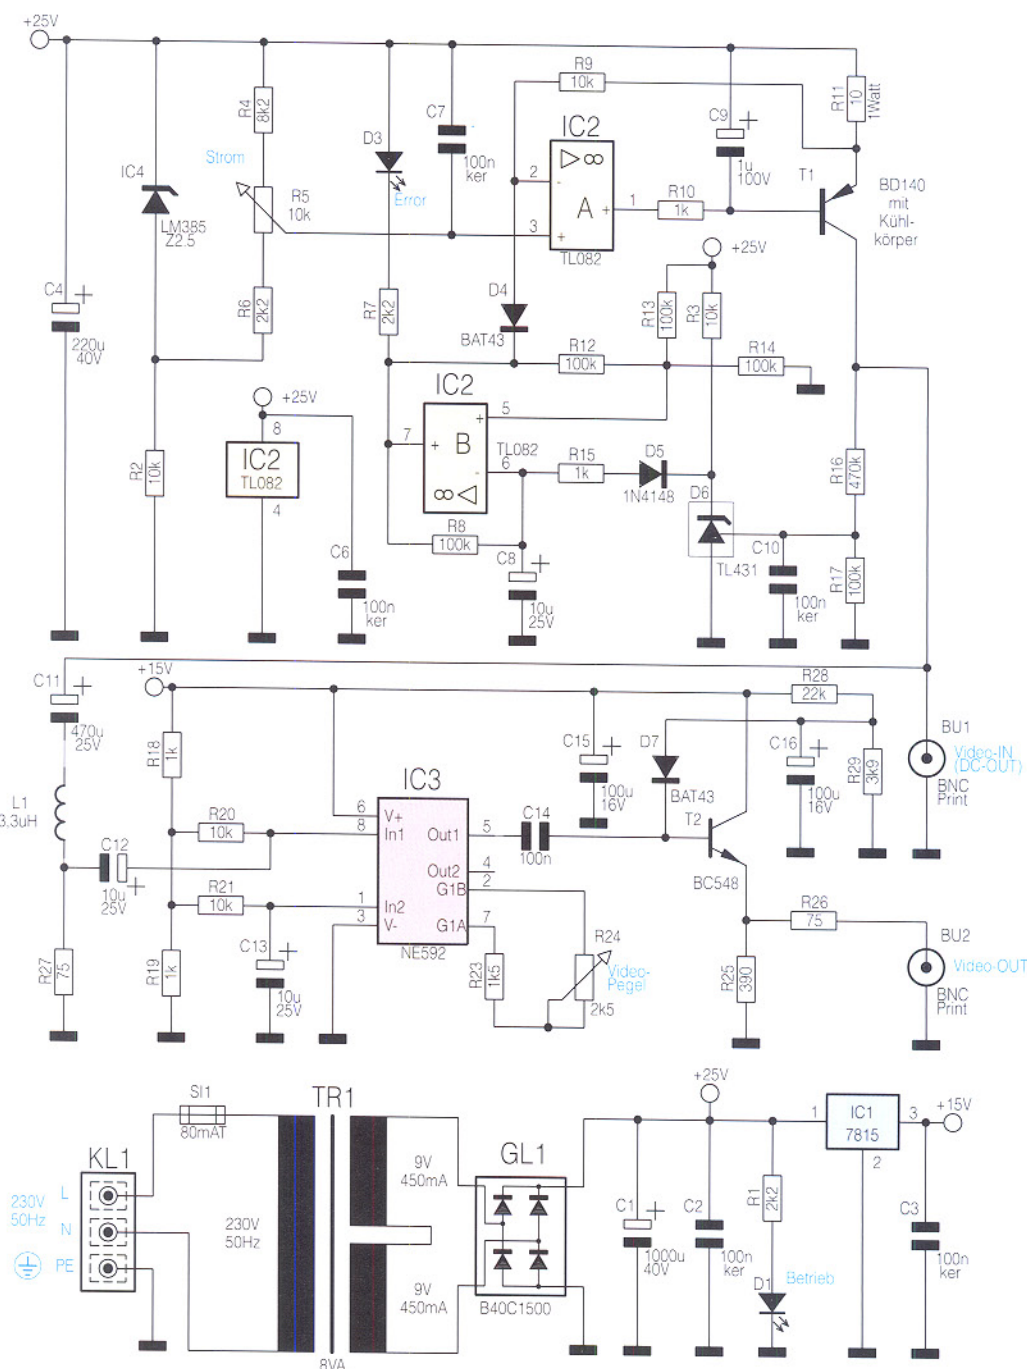 +25V
R4
8k2
Strom
R5
10k
IC4
LM385
Z2.5
R6
2k2
C4
+
220u
40V
R2
10k
D3
Error
R7
2k2
C7
100n
ker
R9
10k
IC2
2
-
3
+
A
∞
+
1
TL082
R10
1k
C9
+
1u
100V
R11
10
1Watt
T1
BD140
mit
Kühl-
körper
D4
BAT43
R12
100k
R13
100k
+25V
R3
10k
R14
100k
+25V
8
IC2
TL082
4
C6
100n
ker
IC2
7
+
B
+
5
-
6
∞
TL082
R15
1k
D5
1N4148
R8
100k
C8
+
10u
25V
D6
TL431
C10
100n
ker
R16
470k
R17
100k
C11
+
470u
25V
+15V
R18
1k
L1
3,3uH
C12
+
10u
25V
R20
10k
R21
10k
R27
75
R19
1k
C13
+
10u
25V
IC3
6
V+
8
In1
1
In2
3
V-
Out1
5
Out2
4
G1B
2
G1A
7
NE592
C14
100n
C15
+
100u
16V
D7
BAT43
T2
BC548
R28
22k
C16
+
100u
16V
R29
3k9
BU1
Video-IN
(DC-OUT)
BNC
Print
R23
1k5
R24
Video-
Pegel
2k5
R25
390
R26
75
BU2
Video-OUT
BNC
Print
KL1
230V
50Hz
L
N
PE
SI1
80mAT
TR1
230V
50Hz
9V
450mA
9V
450mA
8VA
GL1
B40C1500
C1
+
1000u
40V
C2
100n
ker
+25V
R1
2k2
D1
Betrieb
1
IC1
7815
3
2
+15V
C3
100n
ker